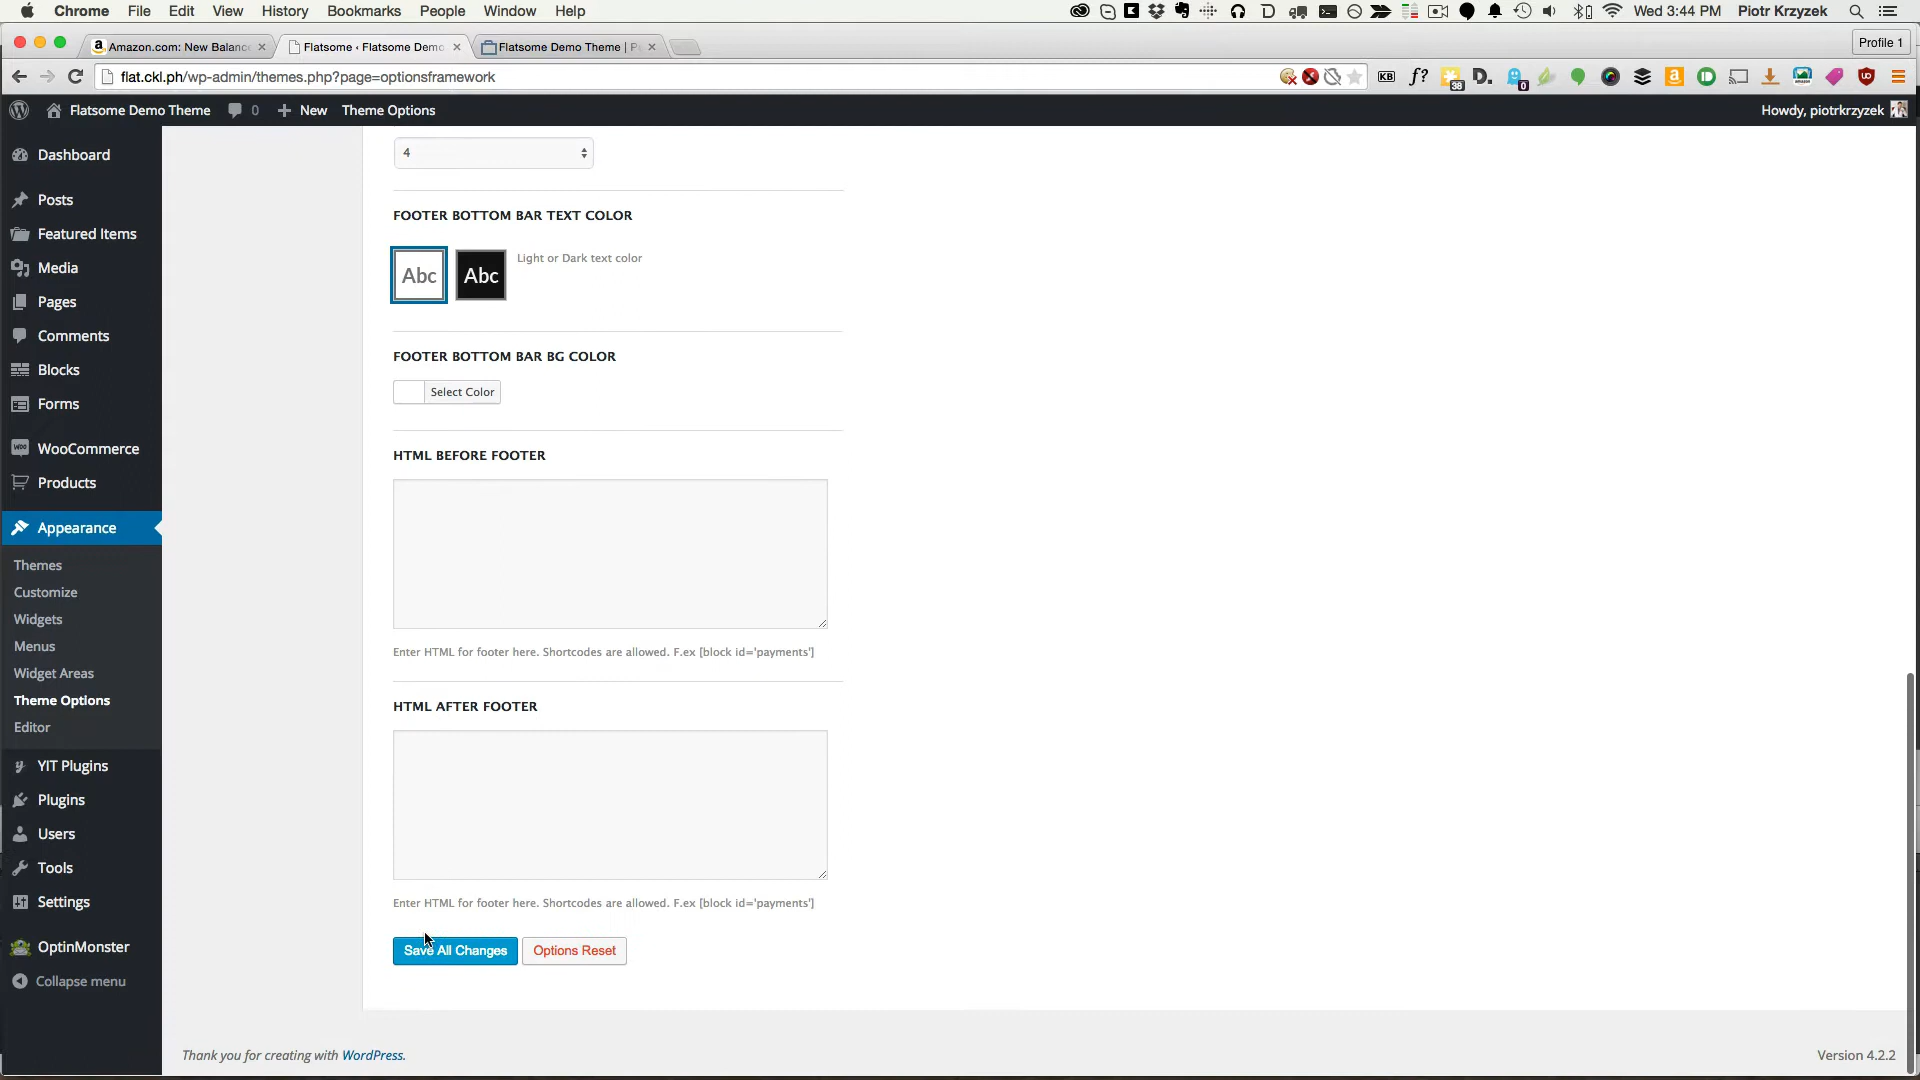 Chrome File Edit View History Bookmarks People Window Help Wed 3:44 PM Piotr Krzyzek
Amazon.com: New Balanc Flatsome ‹ Flatsome Demo Flatsome Demo Theme | Profile 1
flat.ckl.ph/wp-admin/themes.php?page=optionsframework
Flatsome Demo Theme 0 New Theme Options Howdy, piotrkrzyzek
Dashboard
Posts
Featured Items
Media
Pages
Comments
Blocks
Forms
WooCommerce
Products
Appearance
Themes
Customize
Widgets
Menus
Widget Areas
Theme Options
Editor
YIT Plugins
Plugins
Users
Tools
Settings
OptinMonster
Collapse menu
4
FOOTER BOTTOM BAR TEXT COLOR
Abc Abc Light or Dark text color
FOOTER BOTTOM BAR BG COLOR
Select Color
HTML BEFORE FOOTER
Enter HTML for footer here. Shortcodes are allowed. F.ex [block id='payments']
HTML AFTER FOOTER
Enter HTML for footer here. Shortcodes are allowed. F.ex [block id='payments']
Save All Changes Options Reset
Thank you for creating with WordPress. Version 4.2.2